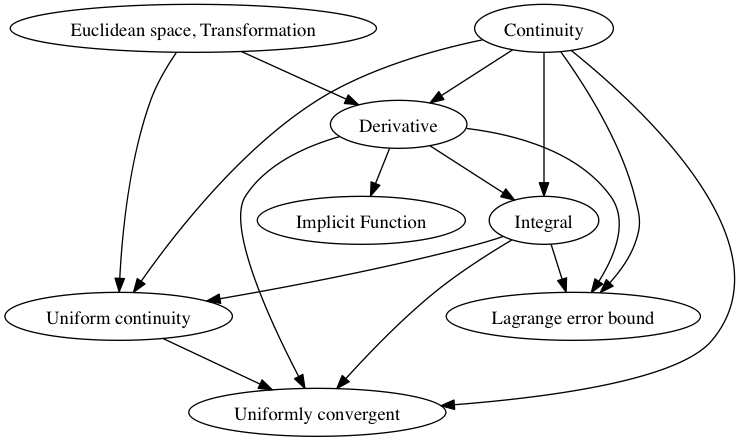 Euclidean space, Transformation
Continuity
Derivative
Implicit Function
Integral
Uniform continuity
Lagrange error bound
Uniformly convergent